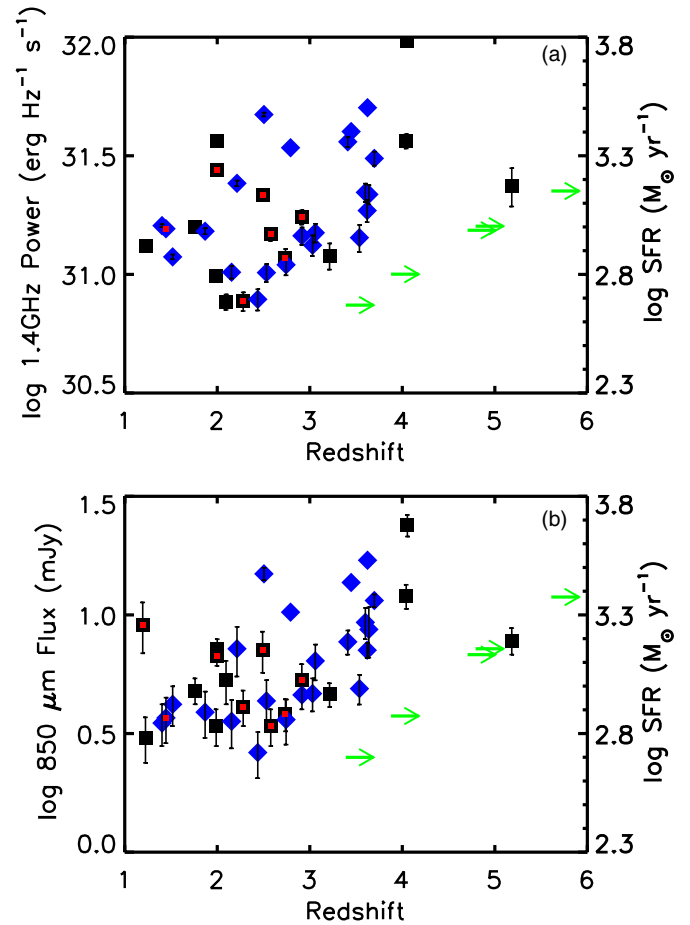 (a)
32.0
31.5
31.0
30.5
log 1.4GHz Power (erg Hz⁻¹ s⁻¹)
3.8
3.3
2.8
2.3
log SFR (M⊙ yr⁻¹)
1 2 3 4 5 6
Redshift
(b)
1.5
1.0
0.5
0.0
log 850 μm Flux (mJy)
3.8
3.3
2.8
2.3
log SFR (M⊙ yr⁻¹)
1 2 3 4 5 6
Redshift